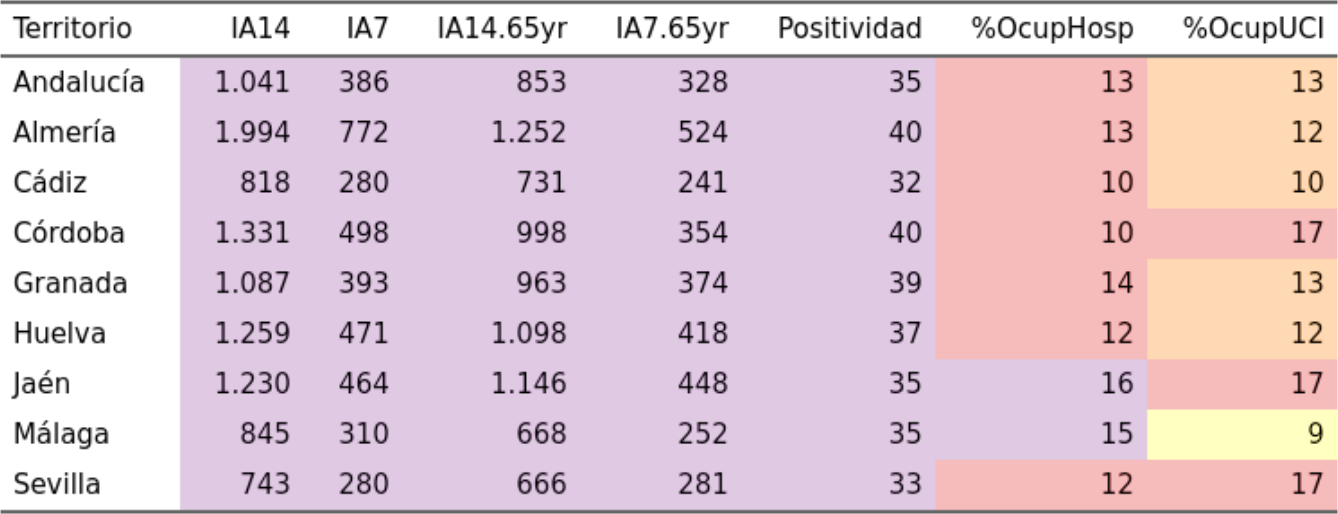 Territorio IA14 IA7 IA14.65yr IA7.65yr Positividad %OcupHosp %OcupUCI
Andalucía 1.041 386 853 328 35 13 13
Almería 1.994 772 1.252 524 40 13 12
Cádiz 818 280 731 241 32 10 10
Córdoba 1.331 498 998 354 40 10 17
Granada 1.087 393 963 374 39 14 13
Huelva 1.259 471 1.098 418 37 12 12
Jaén 1.230 464 1.146 448 35 16 17
Málaga 845 310 668 252 35 15 9
Sevilla 743 280 666 281 33 12 17